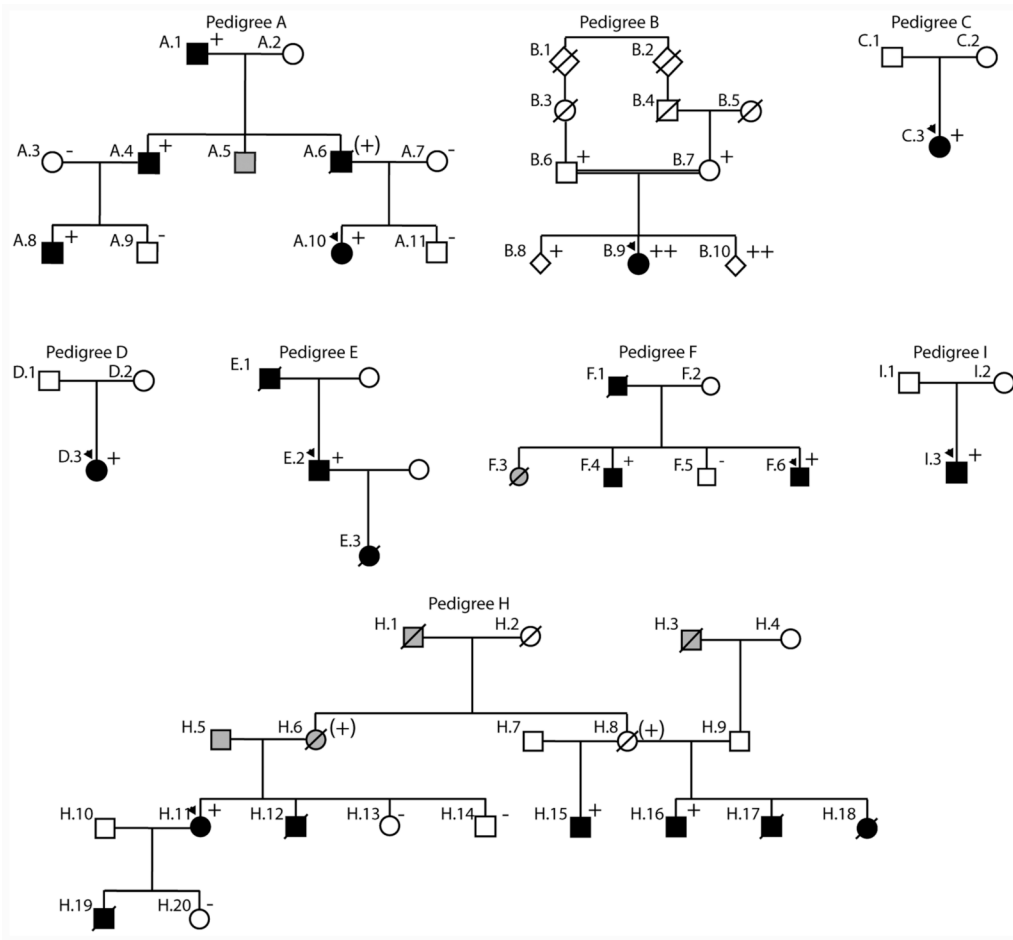 Pedigree A
A.1 + A.2
A.3 - A.4 + A.5 A.6 (+) A.7 -
A.8 + A.9 - A.10 + A.11 -
Pedigree B
B.1 B.2
B.3 B.4 B.5
B.6 + B.7 +
B.8 + B.9 ++ B.10 ++
Pedigree C
C.1 C.2
C.3 +
Pedigree D
D.1 D.2
D.3 +
Pedigree E
E.1
E.2 +
E.3
Pedigree F
F.1 F.2
F.3 F.4 + F.5 - F.6 +
Pedigree I
I.1 I.2
I.3 +
Pedigree H
H.1 H.2 H.3 H.4
H.5 H.6 (+) H.7 H.8 (+) H.9
H.10 H.11 + H.12 H.13 - H.14 - H.15 + H.16 + H.17 H.18
H.19 H.20 -